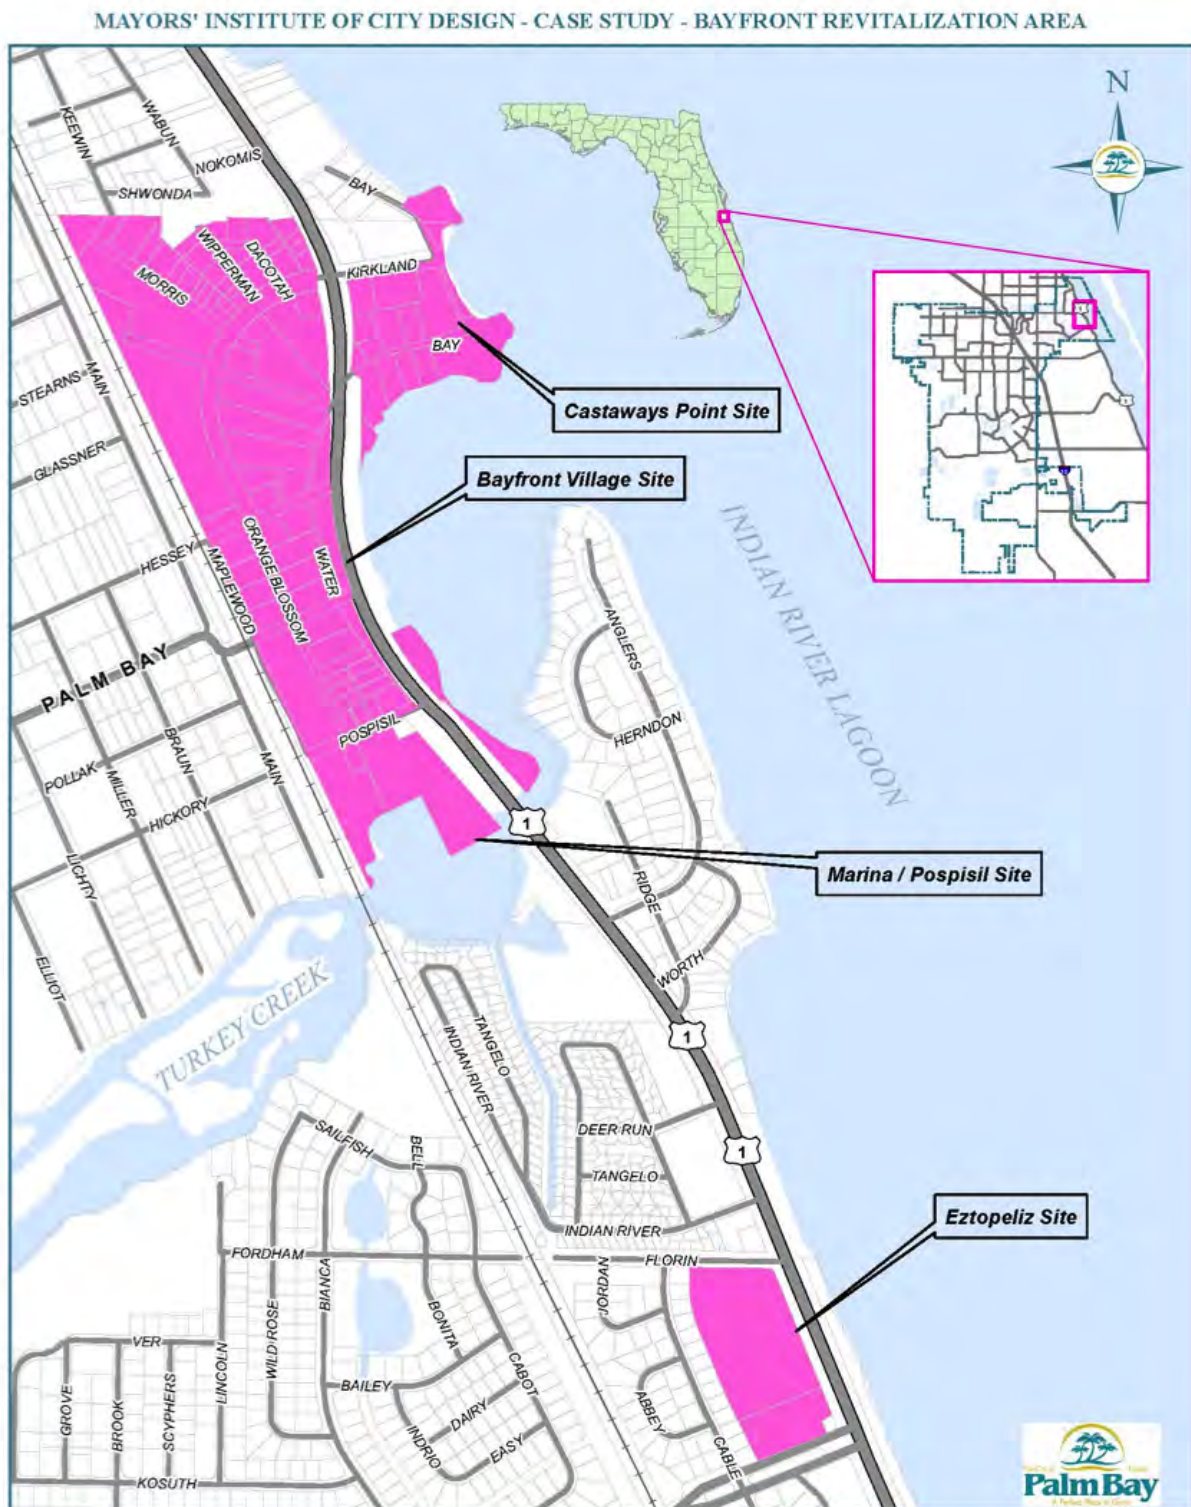 MAYORS' INSTITUTE OF CITY DESIGN - CASE STUDY - BAYFRONT REVITALIZATION AREA
N
KEEWIN
WABUN
NOKOMIS
SHWONDA
BAY
KIRKLAND
WIPPERMAN
DACOTAH
MORRIS
BAY
MAIN
STEARNS
GLASSNER
Castaways Point Site
Bayfront Village Site
INDIAN RIVER LAGOON
HESSEY
MAPLEWOOD
ORANGE BLOSSOM
WATER
ANGLERS
HERNDON
PALM BAY
POSPISIL
POLLAK
MILLER
BRAUN
MAIN
HICKORY
LICHTY
ELLIOT
1
Marina / Pospisil Site
RIDGE
WORTH
TURKEY CREEK
1
INDIAN RIVER
TANGELO
DEER RUN
TANGELO
1
INDIAN RIVER
SAILFISH
BELL
Eztopeliz Site
FORDHAM
FLORIN
WILD ROSE
BIANCA
BONITA
JORDAN
VER
LINCOLN
GROVE
BROOK
SCYPHERS
BAILEY
CABOT
DAIRY
INDRIO
EASY
ABBEY
CABLE
KOSUTH
Palm Bay
A Perfect Place to Grow